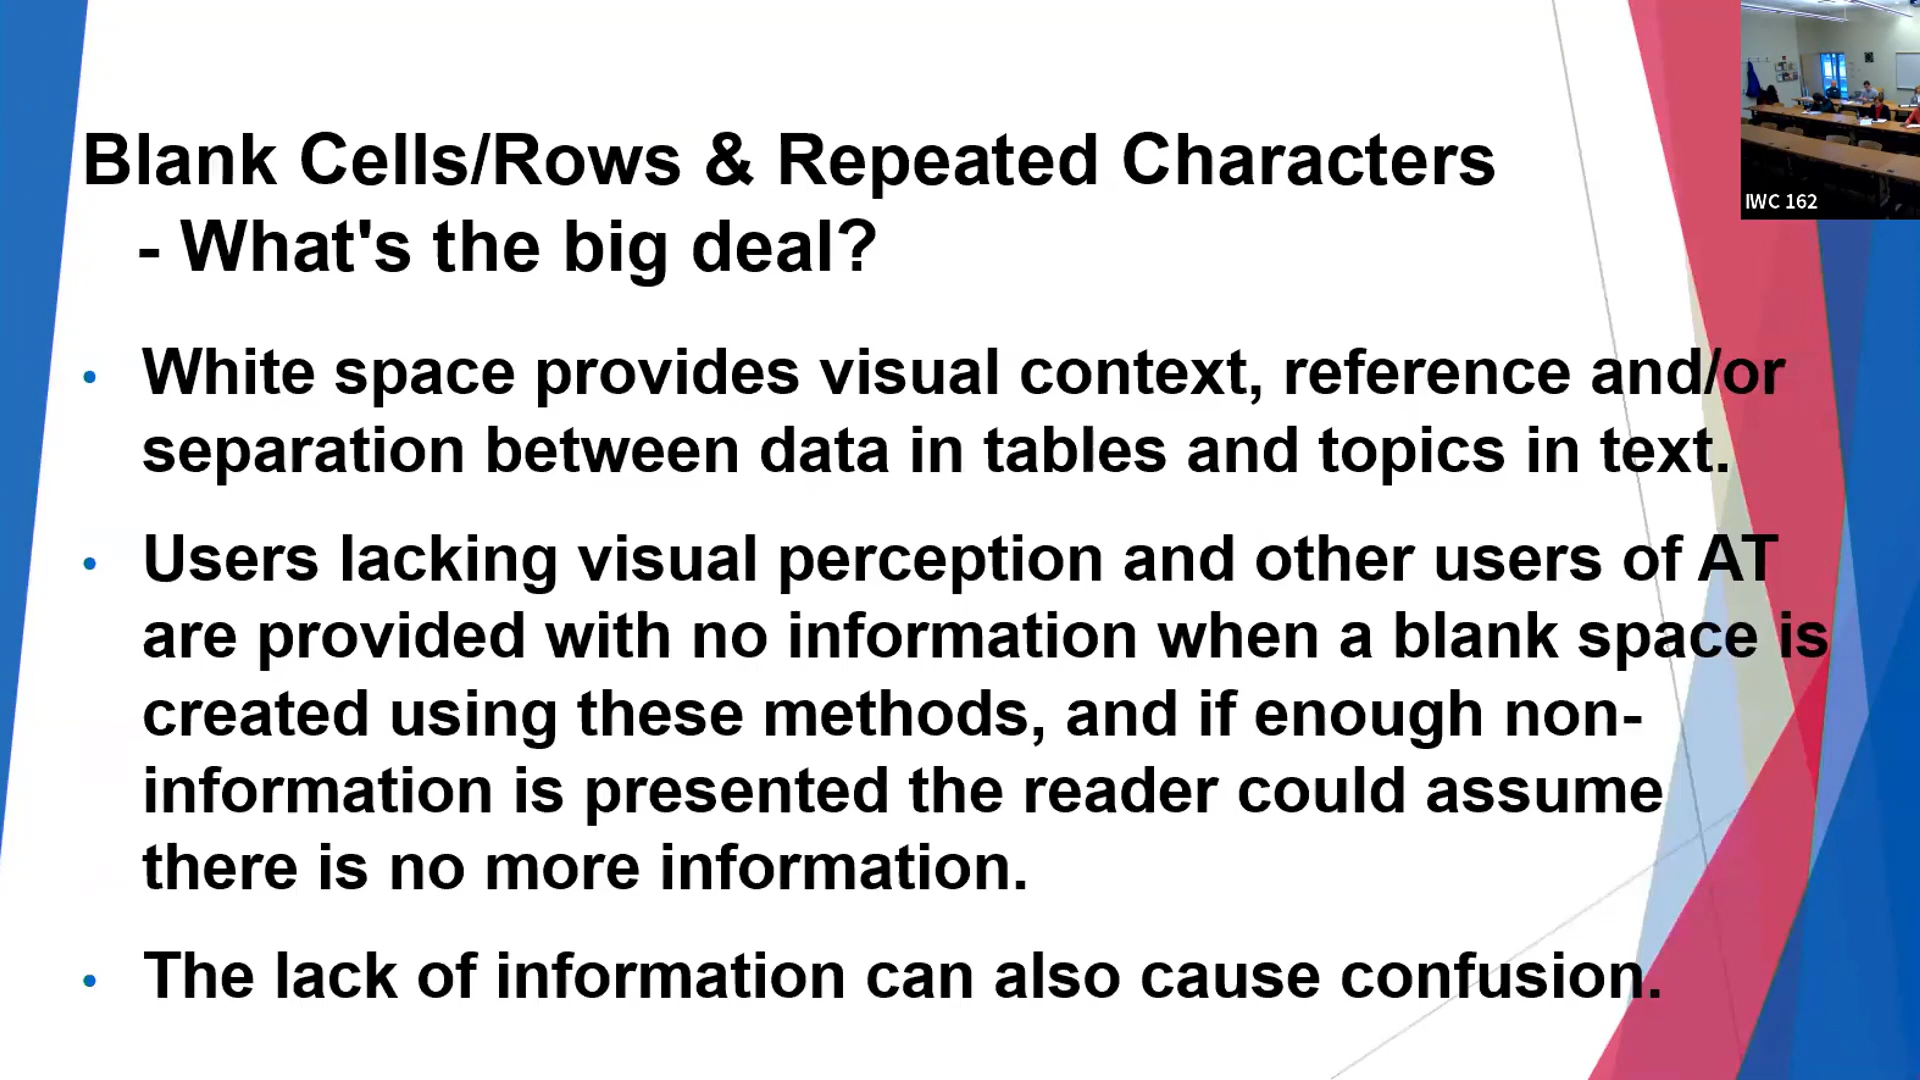 Blank Cells/Rows & Repeated Characters
- What's the big deal?
IWC 162
• White space provides visual context, reference and/or
separation between data in tables and topics in text.
• Users lacking visual perception and other users of AT
are provided with no information when a blank space is
created using these methods, and if enough non-
information is presented the reader could assume
there is no more information.
• The lack of information can also cause confusion.